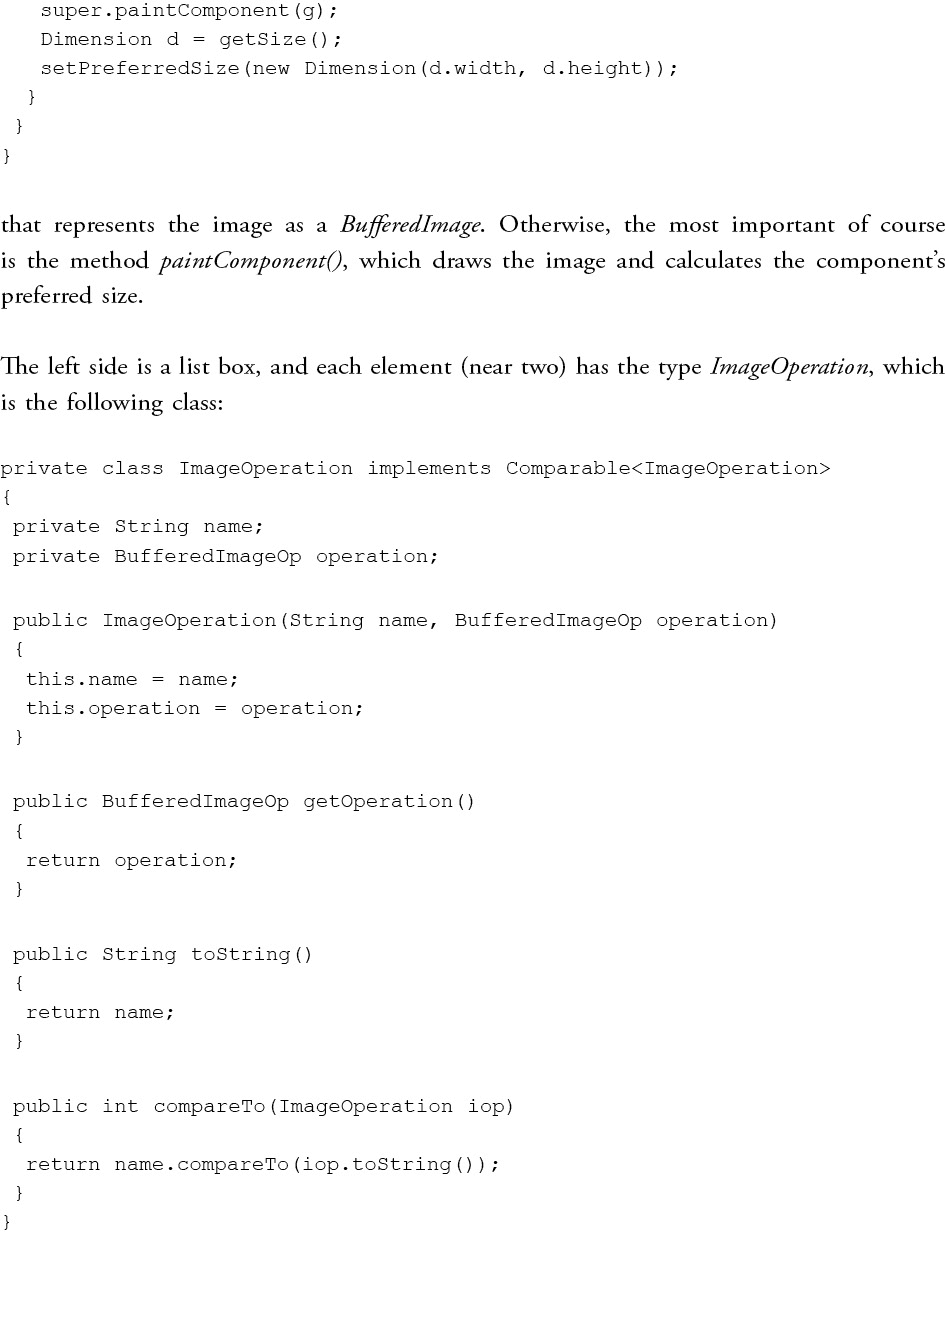 super.paintComponent(g);
Dimension d = getSize();
setPreferredSize(new Dimension(d.width, d.height));
}
}
}
that represents the image as a BufferedImage. Otherwise, the most important of course
is the method paintComponent(), which draws the image and calculates the component’s
preferred size.
The left side is a list box, and each element (near two) has the type ImageOperation, which
is the following class:
private class ImageOperation implements Comparable<ImageOperation>
{
private String name;
private BufferedImageOp operation;
public ImageOperation(String name, BufferedImageOp operation)
{
this.name = name;
this.operation = operation;
}
public BufferedImageOp getOperation()
{
return operation;
}
public String toString()
{
return name;
}
public int compareTo(ImageOperation iop)
{
return name.compareTo(iop.toString());
}
}